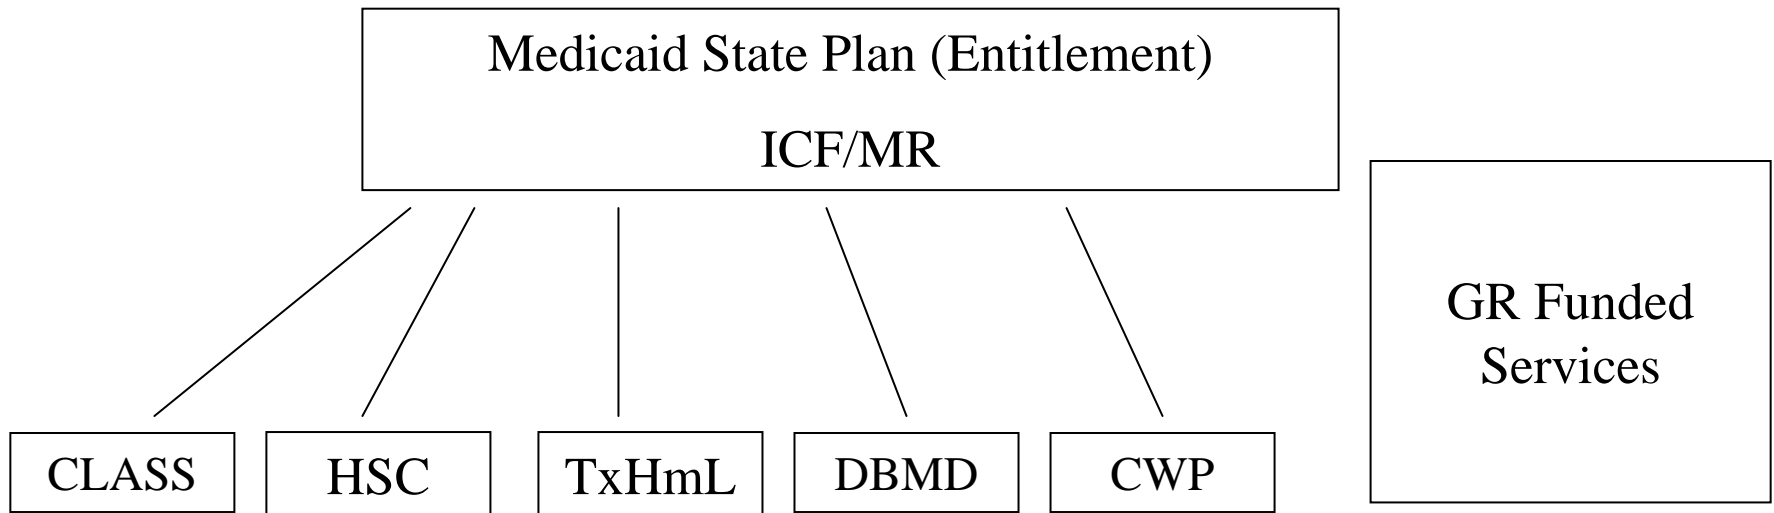 Medicaid State Plan (Entitlement)
ICF/MR
GR Funded
Services
CLASS
HSC
TxHmL
DBMD
CWP